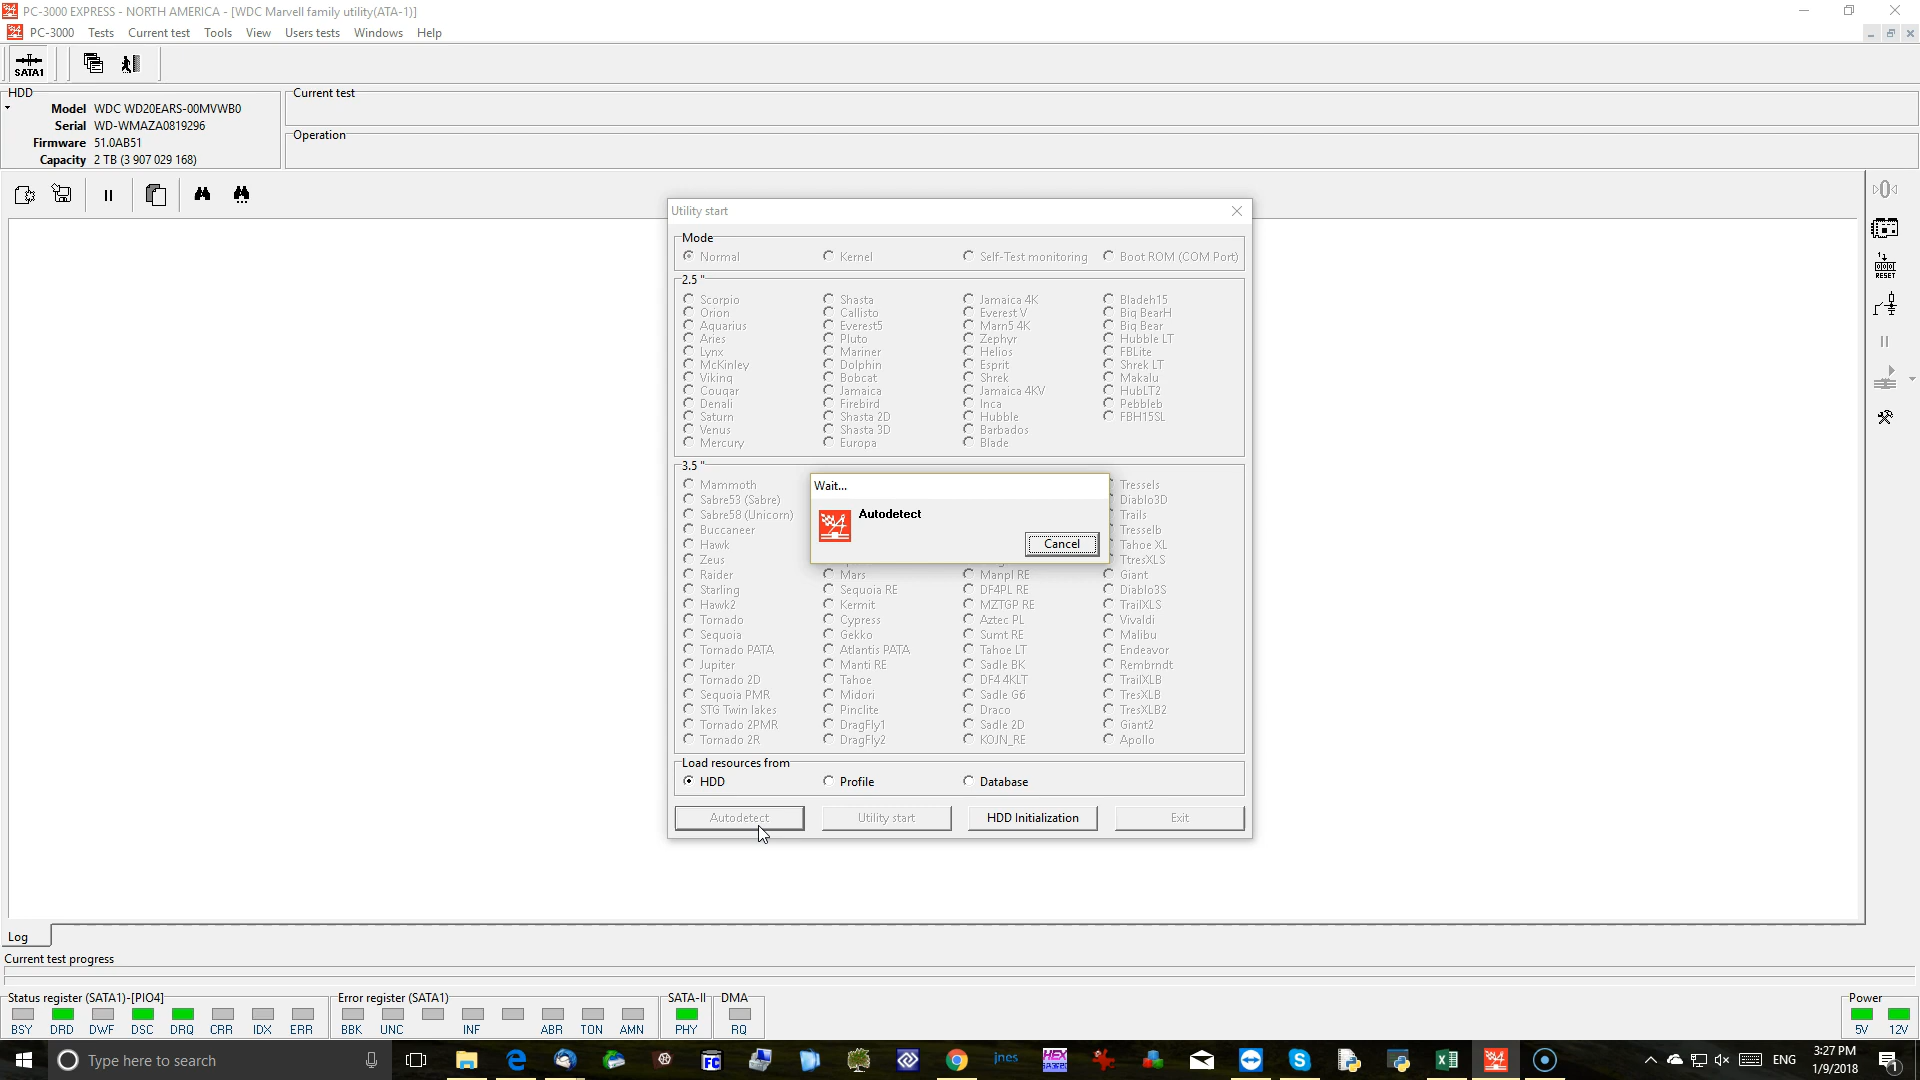 PC-3000 EXPRESS - NORTH AMERICA - [WDC Marvell family utility(ATA-1)]
PC-3000 Tests Current test Tools View Users tests Windows Help
SATA1
HDD
Model WDC WD20EARS-00MVWB0
Serial WD-WMAZA0819296
Firmware 51.0AB51
Capacity 2 TB (3 907 029 168)
Current test
Operation
RESET
Utility start
Mode
Normal Kernel Self-Test monitoring Boot ROM (COM Port)
2.5 "
Scorpio Shasta Jamaica 4K Bladeh15
Orion Callisto Everest V Big BearH
Aquarius Everest5 Marn5 4K Big Bear
Aries Pluto Zephyr Hubble LT
Lynx Mariner Helios FBLite
McKinley Dolphin Esprit Shrek LT
Viking Bobcat Shrek Makalu
Cougar Jamaica Jamaica 4KV HubLT2
Denali Firebird Inca Pebbleb
Saturn Shasta 2D Hubble FBH15SL
Venus Shasta 3D Barbados
Mercury Europa Blade
3.5 "
Mammoth Tressels
Sabre53 (Sabre) Diablo3D
Sabre58 (Unicorn) Trails
Buccaneer Tresselb
Hawk Tahoe XL
Zeus TtresXLS
Raider Mars Manpl RE Giant
Starling Sequoia RE DF4PL RE Diablo3S
Hawk2 Kermit MZTGP RE TrailXLS
Tornado Cypress Aztec PL Vivaldi
Sequoia Gekko Sumt RE Malibu
Tornado PATA Atlantis PATA Tahoe LT Endeavor
Jupiter Manti RE Sadle BK Rembrndt
Tornado 2D Tahoe DF4 4KLT TrailXLB
Sequoia PMR Midori Sadle G6 TresXLB
STG Twin lakes Pinclite Draco TresXLB2
Tornado 2PMR DragFly1 Sadle 2D Giant2
Tornado 2R DragFly2 KOJN_RE Apollo
Wait...
Autodetect
Cancel
Load resources from
HDD Profile Database
Autodetect Utility start HDD Initialization Exit
Log
Current test progress
Status register (SATA1)-[PIO4] Error register (SATA1) SATA-II DMA Power
BSY DRD DWF DSC DRQ CRR IDX ERR BBK UNC INF ABR TON AMN PHY RQ 5V 12V
Type here to search
FC
jnes
HEX
ENG
3:27 PM
1/9/2018
1